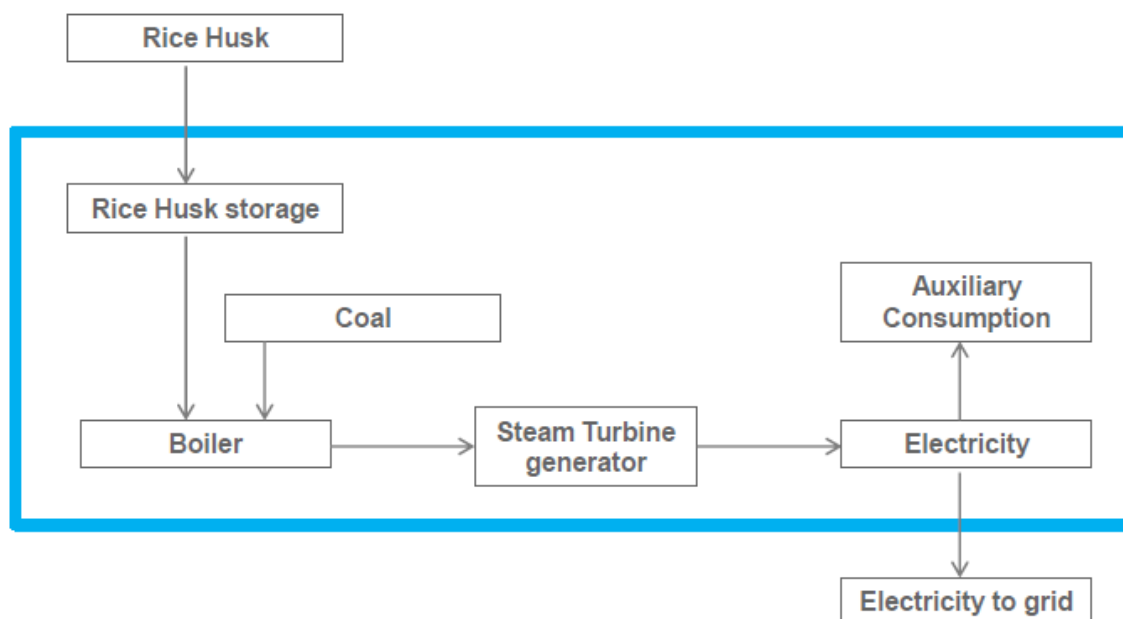 Rice Husk
Rice Husk storage
Coal
Auxiliary
Consumption
Boiler
Steam Turbine
generator
Electricity
Electricity to grid